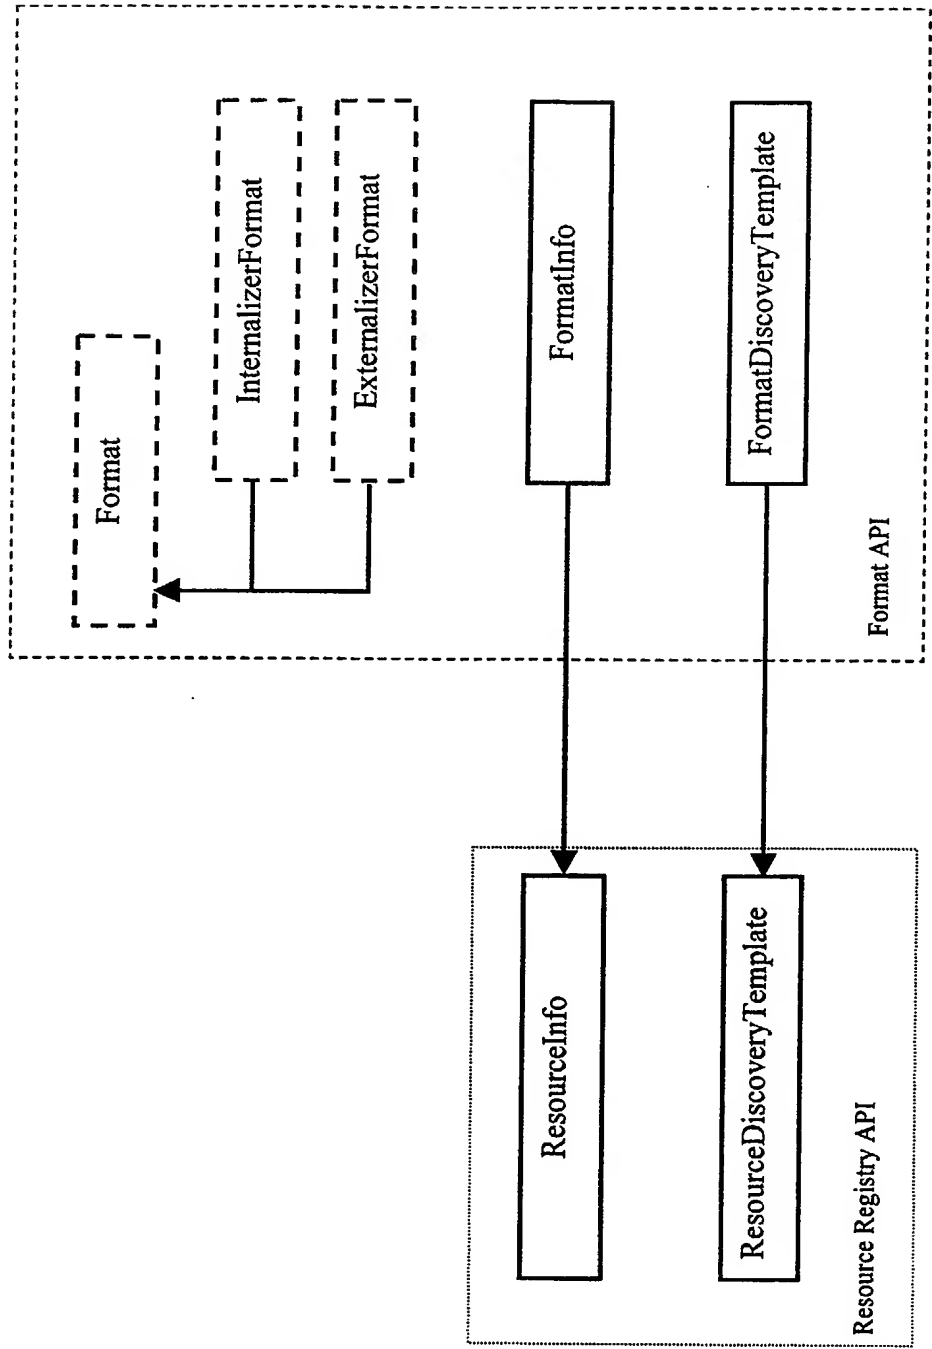 Format
InternalizerFormat
ExternalizerFormat
FormatInfo
FormatDiscoveryTemplate
Format API
ResourceInfo
ResourceDiscoveryTemplate
Resource Registry API